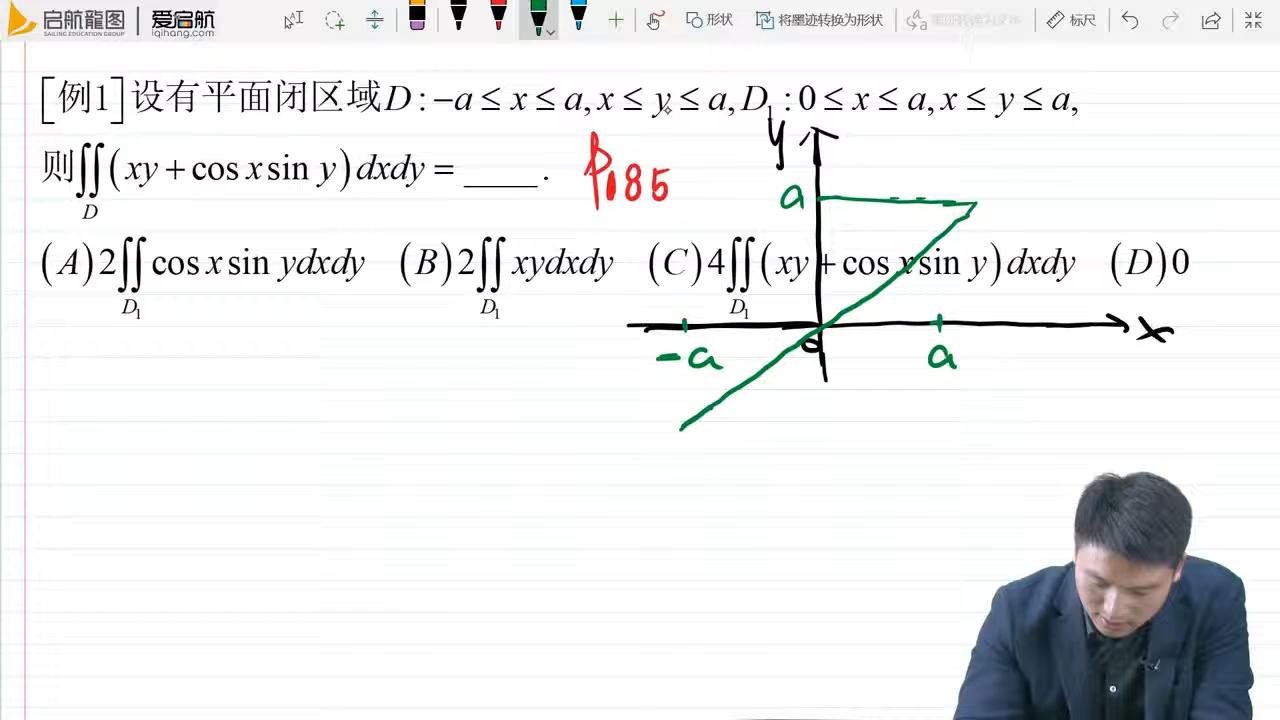 启航龍图 爱启航
SAILING EDUCATION GROUP iqihang.com
形状 将墨迹转换为形状 标尺
[例1]设有平面闭区域D:−a≤x≤a,x≤y≤a,D₁:0≤x≤a,x≤y≤a,
则∬_D(xy+cos x sin y)dxdy=____. P185
(A)2∬_{D₁}cos x sin ydxdy (B)2∬_{D₁}xydxdy (C)4∬_{D₁}(xy+cos x sin y)dxdy (D)0
y
a
x
o
-a a